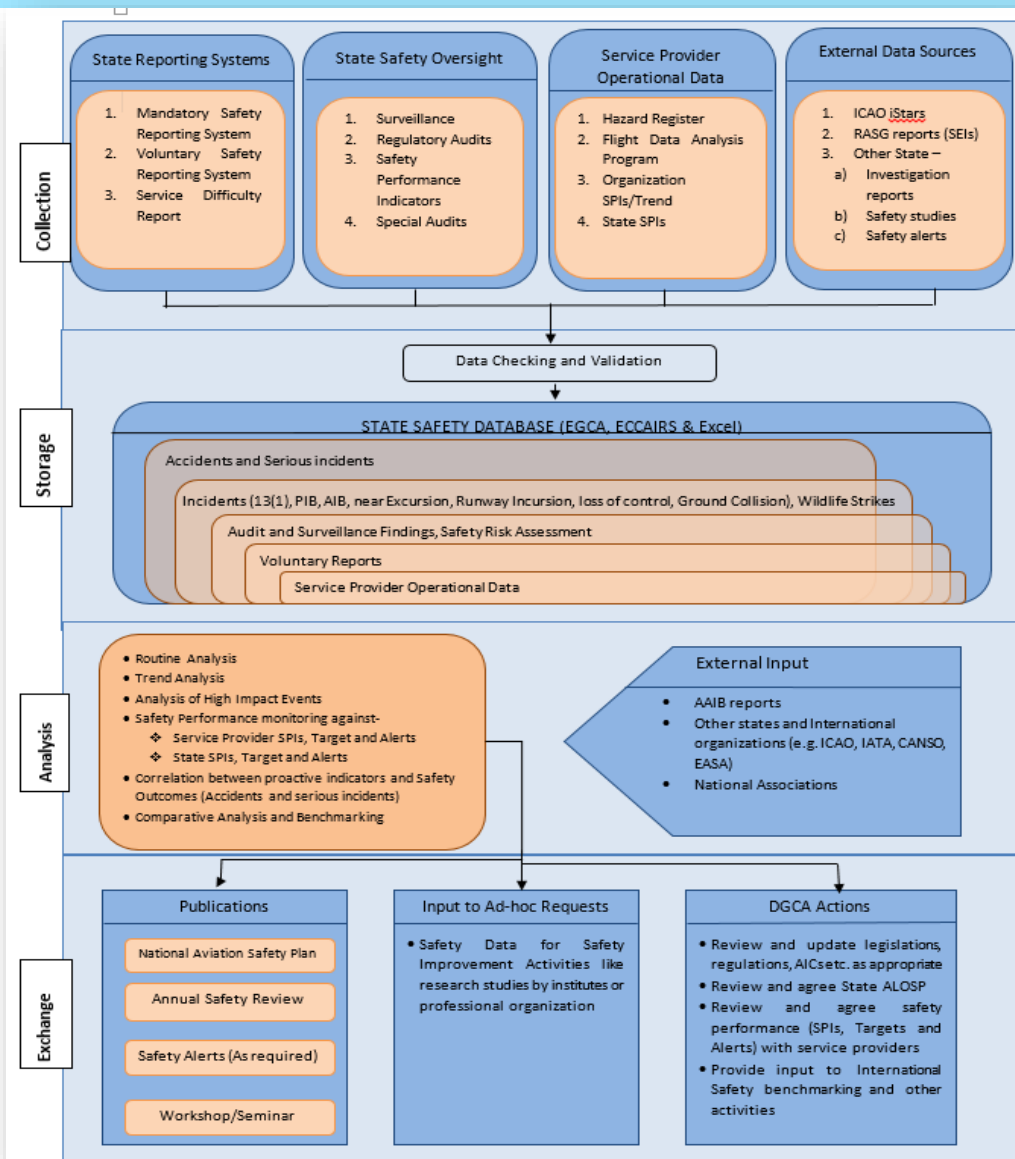 Collection
State Reporting Systems
1. Mandatory Safety
Reporting System
2. Voluntary Safety
Reporting System
3. Service Difficulty
Report
State Safety Oversight
1. Surveillance
2. Regulatory Audits
3. Safety
Performance
Indicators
4. Special Audits
Service Provider
Operational Data
1. Hazard Register
2. Flight Data Analysis
Program
3. Organization
SPIs/Trend
4. State SPIs
External Data Sources
1. ICAO iStars
2. RASG reports (SEIs)
3. Other State –
a) Investigation
reports
b) Safety studies
c) Safety alerts
Storage
Data Checking and Validation
STATE SAFETY DATABASE (EGCA, ECCAIRS & Excel)
Accidents and Serious incidents
Incidents (13(1), PIB, AIB, near Excursion, Runway Incursion, loss of control, Ground Collision), Wildlife Strikes
Audit and Surveillance Findings, Safety Risk Assessment
Voluntary Reports
Service Provider Operational Data
Analysis
• Routine Analysis
• Trend Analysis
• Analysis of High Impact Events
• Safety Performance monitoring against-
❖ Service Provider SPIs, Target and Alerts
❖ State SPIs, Target and Alerts
• Correlation between proactive indicators and Safety
Outcomes (Accidents and serious incidents)
• Comparative Analysis and Benchmarking
External Input
• AAIB reports
• Other states and International
organizations (e.g. ICAO, IATA, CANSO,
EASA)
• National Associations
Exchange
Publications
National Aviation Safety Plan
Annual Safety Review
Safety Alerts (As required)
Workshop/Seminar
Input to Ad-hoc Requests
• Safety Data for Safety
Improvement Activities like
research studies by institutes or
professional organization
DGCA Actions
• Review and update legislations,
regulations, AICs etc. as appropriate
• Review and agree State ALOSP
• Review and agree safety
performance (SPIs, Targets and
Alerts) with service providers
• Provide input to International
Safety benchmarking and other
activities